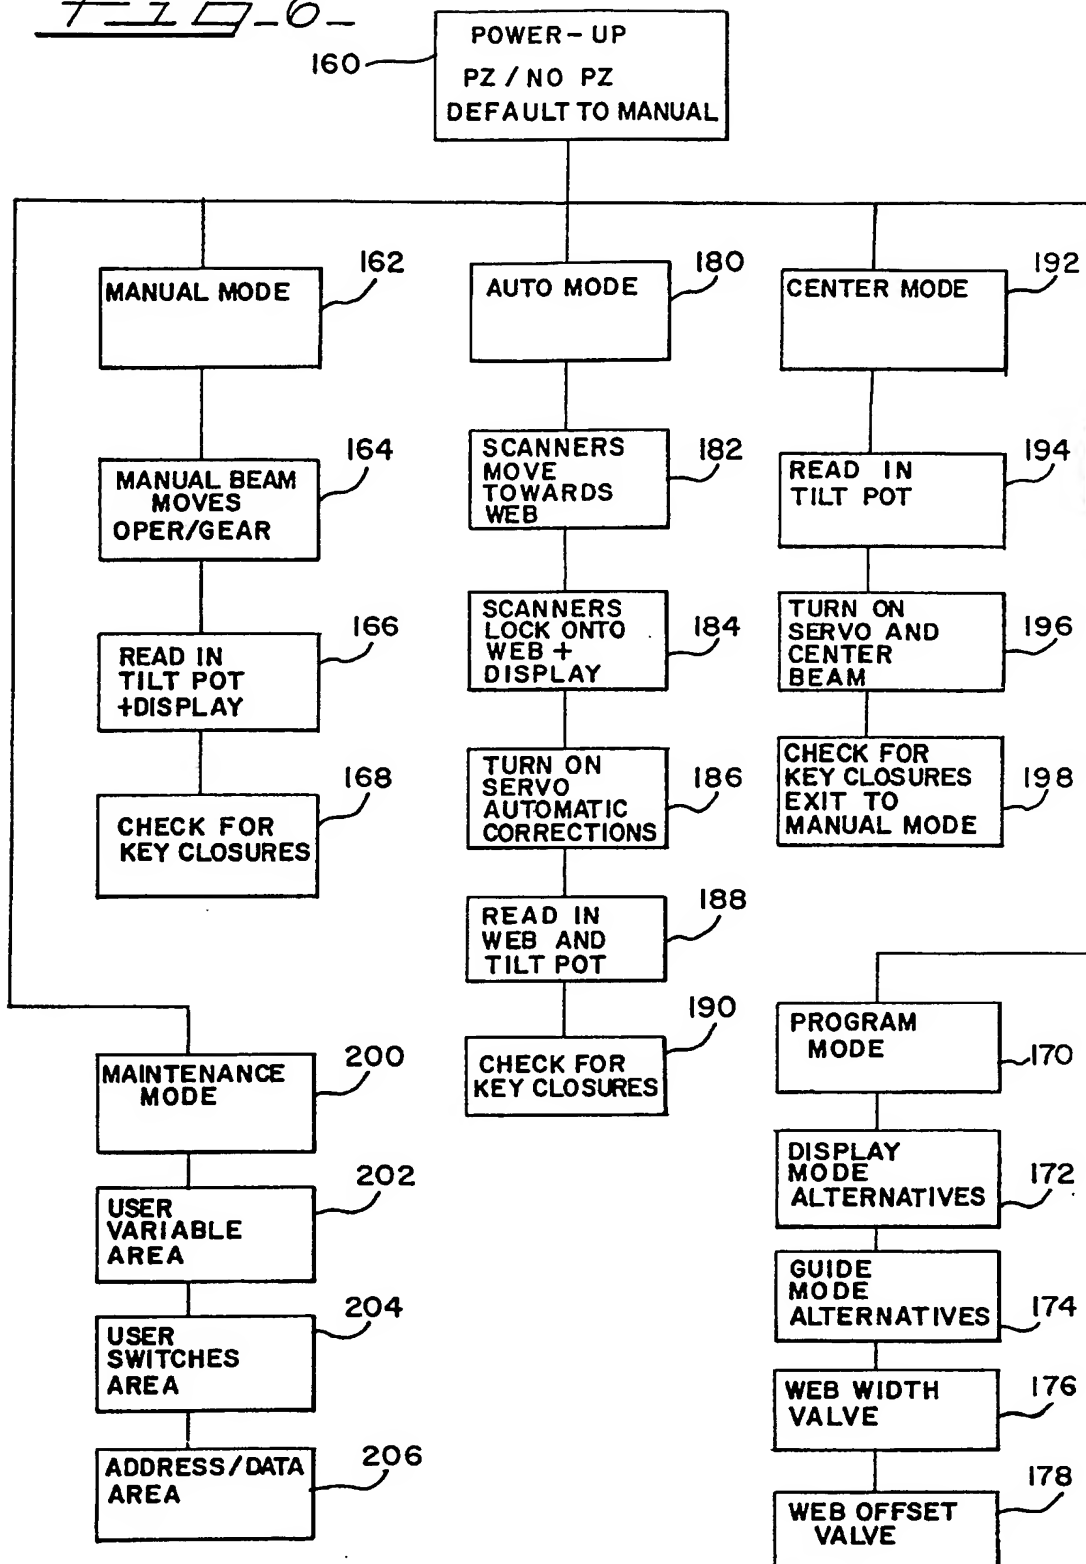 Fig-6-
POWER-UP
PZ / NO PZ
DEFAULT TO MANUAL
160
MANUAL MODE
162
MANUAL BEAM
MOVES
OPER/GEAR
164
READ IN
TILT POT
+DISPLAY
166
CHECK FOR
KEY CLOSURES
168
AUTO MODE
180
SCANNERS
MOVE
TOWARDS
WEB
182
SCANNERS
LOCK ONTO
WEB +
DISPLAY
184
TURN ON
SERVO
AUTOMATIC
CORRECTIONS
186
READ IN
WEB AND
TILT POT
188
CHECK FOR
KEY CLOSURES
190
CENTER MODE
192
READ IN
TILT POT
194
TURN ON
SERVO AND
CENTER
BEAM
196
CHECK FOR
KEY CLOSURES
EXIT TO
MANUAL MODE
198
MAINTENANCE
MODE
200
USER
VARIABLE
AREA
202
USER
SWITCHES
AREA
204
ADDRESS/DATA
AREA
206
PROGRAM
MODE
170
DISPLAY
MODE
ALTERNATIVES
172
GUIDE
MODE
ALTERNATIVES
174
WEB WIDTH
VALVE
176
WEB OFFSET
VALVE
178